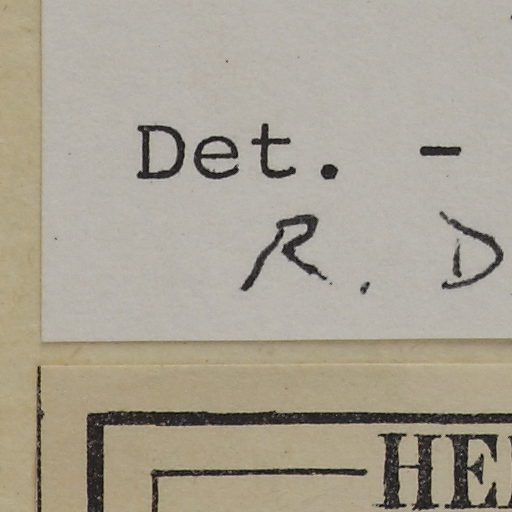 Det. -
R. D
HE